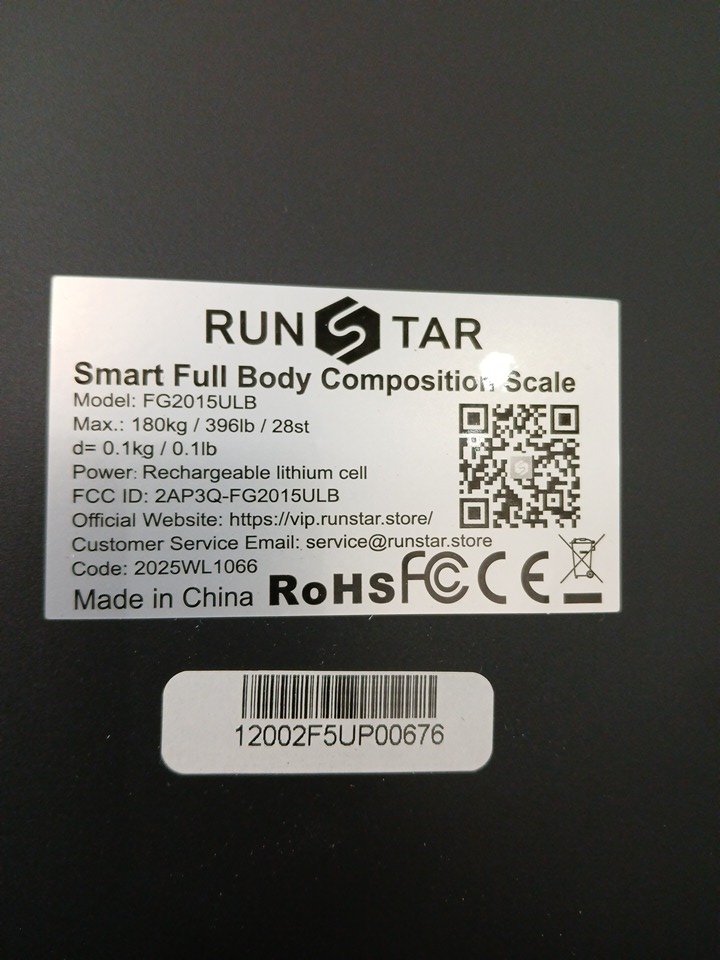 RUNSTAR
Smart Full Body Composition Scale
Model: FG2015ULB
Max.: 180kg / 396lb / 28st
d= 0.1kg / 0.1lb
Power: Rechargeable lithium cell
FCC ID: 2AP3Q-FG2015ULB
Official Website: https://vip.runstar.store/
Customer Service Email: service@runstar.store
Code: 2025WL1066
Made in China RoHS FC CE
12002F5UP00676